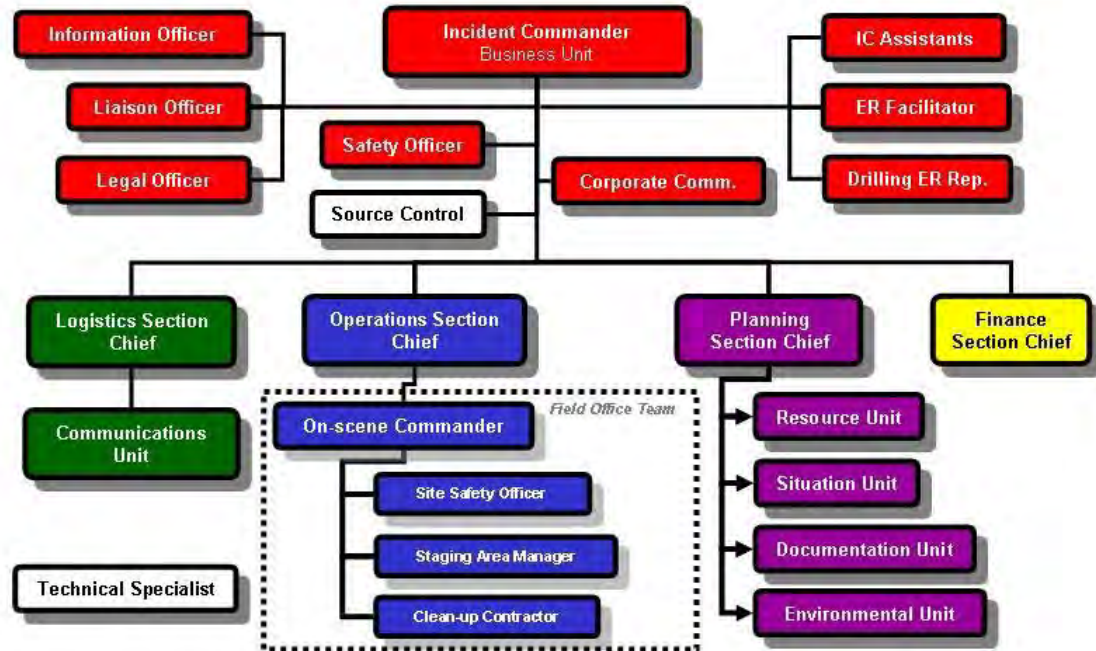 Information Officer
Incident Commander
Business Unit
IC Assistants
Liaison Officer
ER Facilitator
Safety Officer
Legal Officer
Corporate Comm.
Drilling ER Rep.
Source Control
Logistics Section
Chief
Operations Section
Chief
Planning
Section Chief
Finance
Section Chief
Field Office Team
On-scene Commander
Communications
Unit
Resource Unit
Site Safety Officer
Situation Unit
Staging Area Manager
Documentation Unit
Technical Specialist
Clean-up Contractor
Environmental Unit